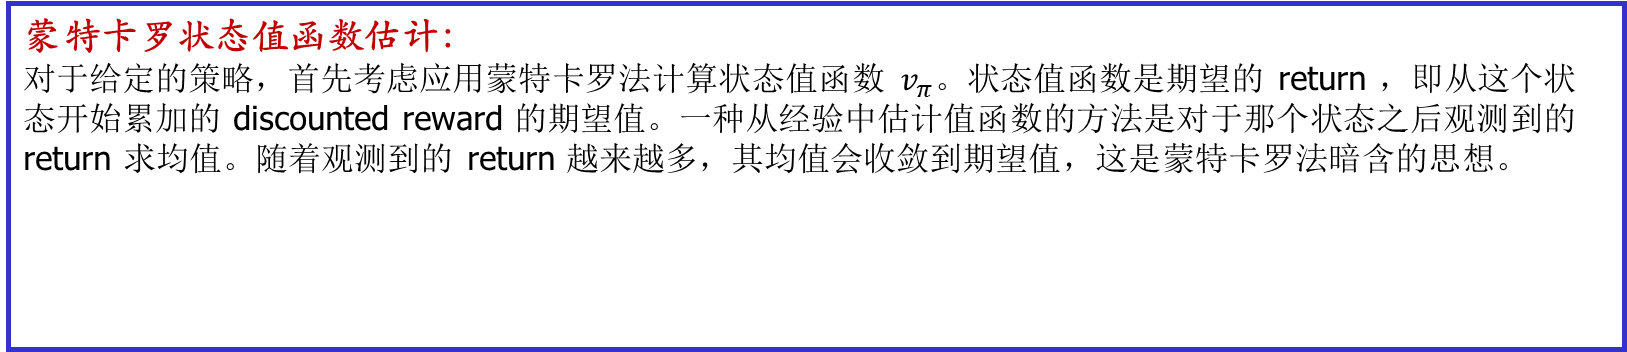 蒙特卡罗状态值函数估计:
对于给定的策略，首先考虑应用蒙特卡罗法计算状态值函数 𝑣𝜋。状态值函数是期望的 return ，即从这个状
态开始累加的 discounted reward 的期望值。一种从经验中估计值函数的方法是对于那个状态之后观测到的
return 求均值。随着观测到的 return 越来越多，其均值会收敛到期望值，这是蒙特卡罗法暗含的思想。